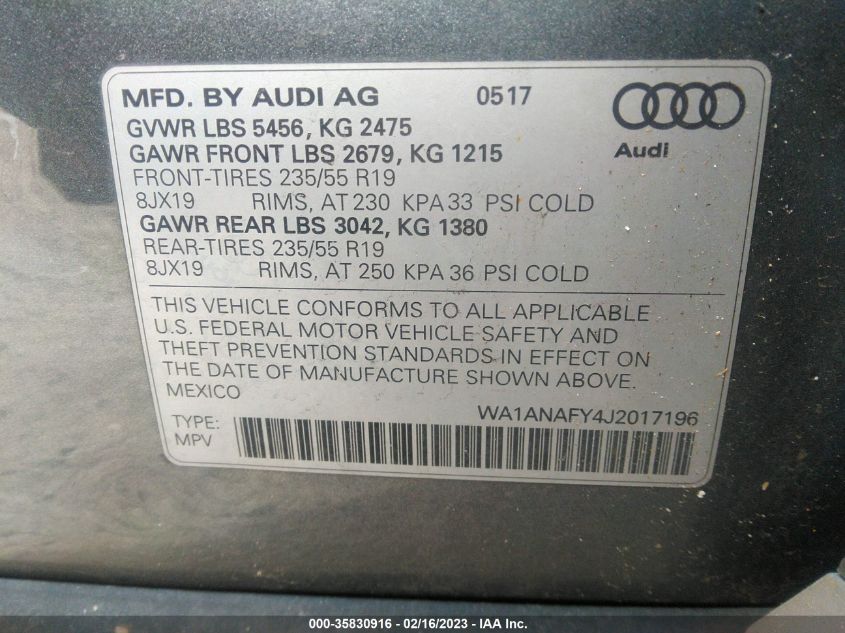 MFD. BY AUDI AG 0517
GVWR LBS 5456, KG 2475
GAWR FRONT LBS 2679, KG 1215
Audi
FRONT-TIRES 235/55 R19
8JX19 RIMS, AT 230 KPA 33 PSI COLD
GAWR REAR LBS 3042, KG 1380
REAR-TIRES 235/55 R19
8JX19 RIMS, AT 250 KPA 36 PSI COLD
THIS VEHICLE CONFORMS TO ALL APPLICABLE
U.S. FEDERAL MOTOR VEHICLE SAFETY AND
THEFT PREVENTION STANDARDS IN EFFECT ON
THE DATE OF MANUFACTURE SHOWN ABOVE.
MEXICO
WA1ANAFY4J2017196
TYPE:
MPV
000-35830916 - 02/16/2023 - IAA Inc.